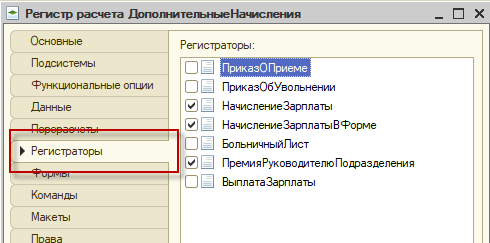 Регистр расчета ДополнительныеНачисления
Основные
Подсистемы
Функциональные опции
Данные
Перерасчеты
Регистраторы
Формы
Команды
Макеты
Права
Регистраторы:
ПриказОПриеме
ПриказОбУвольнении
НачислениеЗарплаты
НачислениеЗарплатыВФорме
БольничныйЛист
ПремияРуководителюПодразделения
ВыплатаЗарплаты